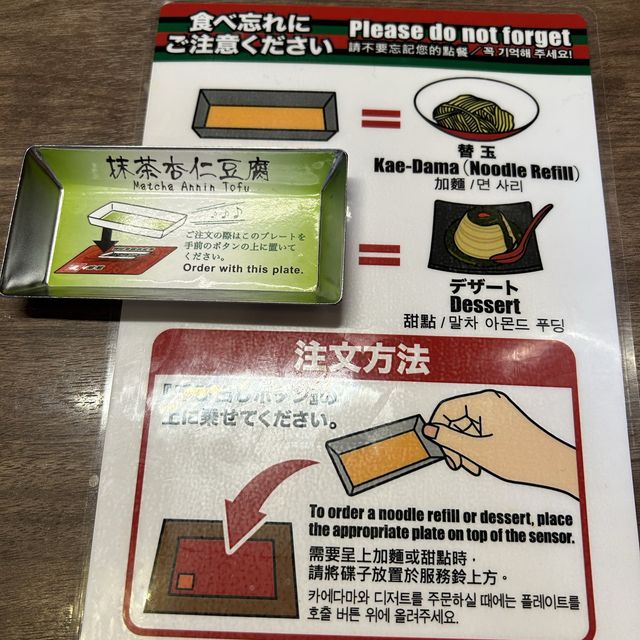 食べ忘れに
ご注意ください
Please do not forget
請不要忘記您的點餐／꼭 기억해 주세요!
替玉
Kae-Dama (Noodle Refill)
加麵/면 사리
抹茶杏仁豆腐
Matcha Annin Tofu
ご注文の際はこのプレートを
手前のボタンの上に置いて
ください。
Order with this plate.
デザート
Dessert
甜點/말차 아몬드 푸딩
注文方法
ボタン』の
上に乗せてください。
To order a noodle refill or dessert, place
the appropriate plate on top of the sensor.
需要呈上加麵或甜點時，
請將碟子放置於服務鈴上方。
카에다마와 디저트를 주문하실 때에는 플레이트를
호출 버튼 위에 올려주세요.